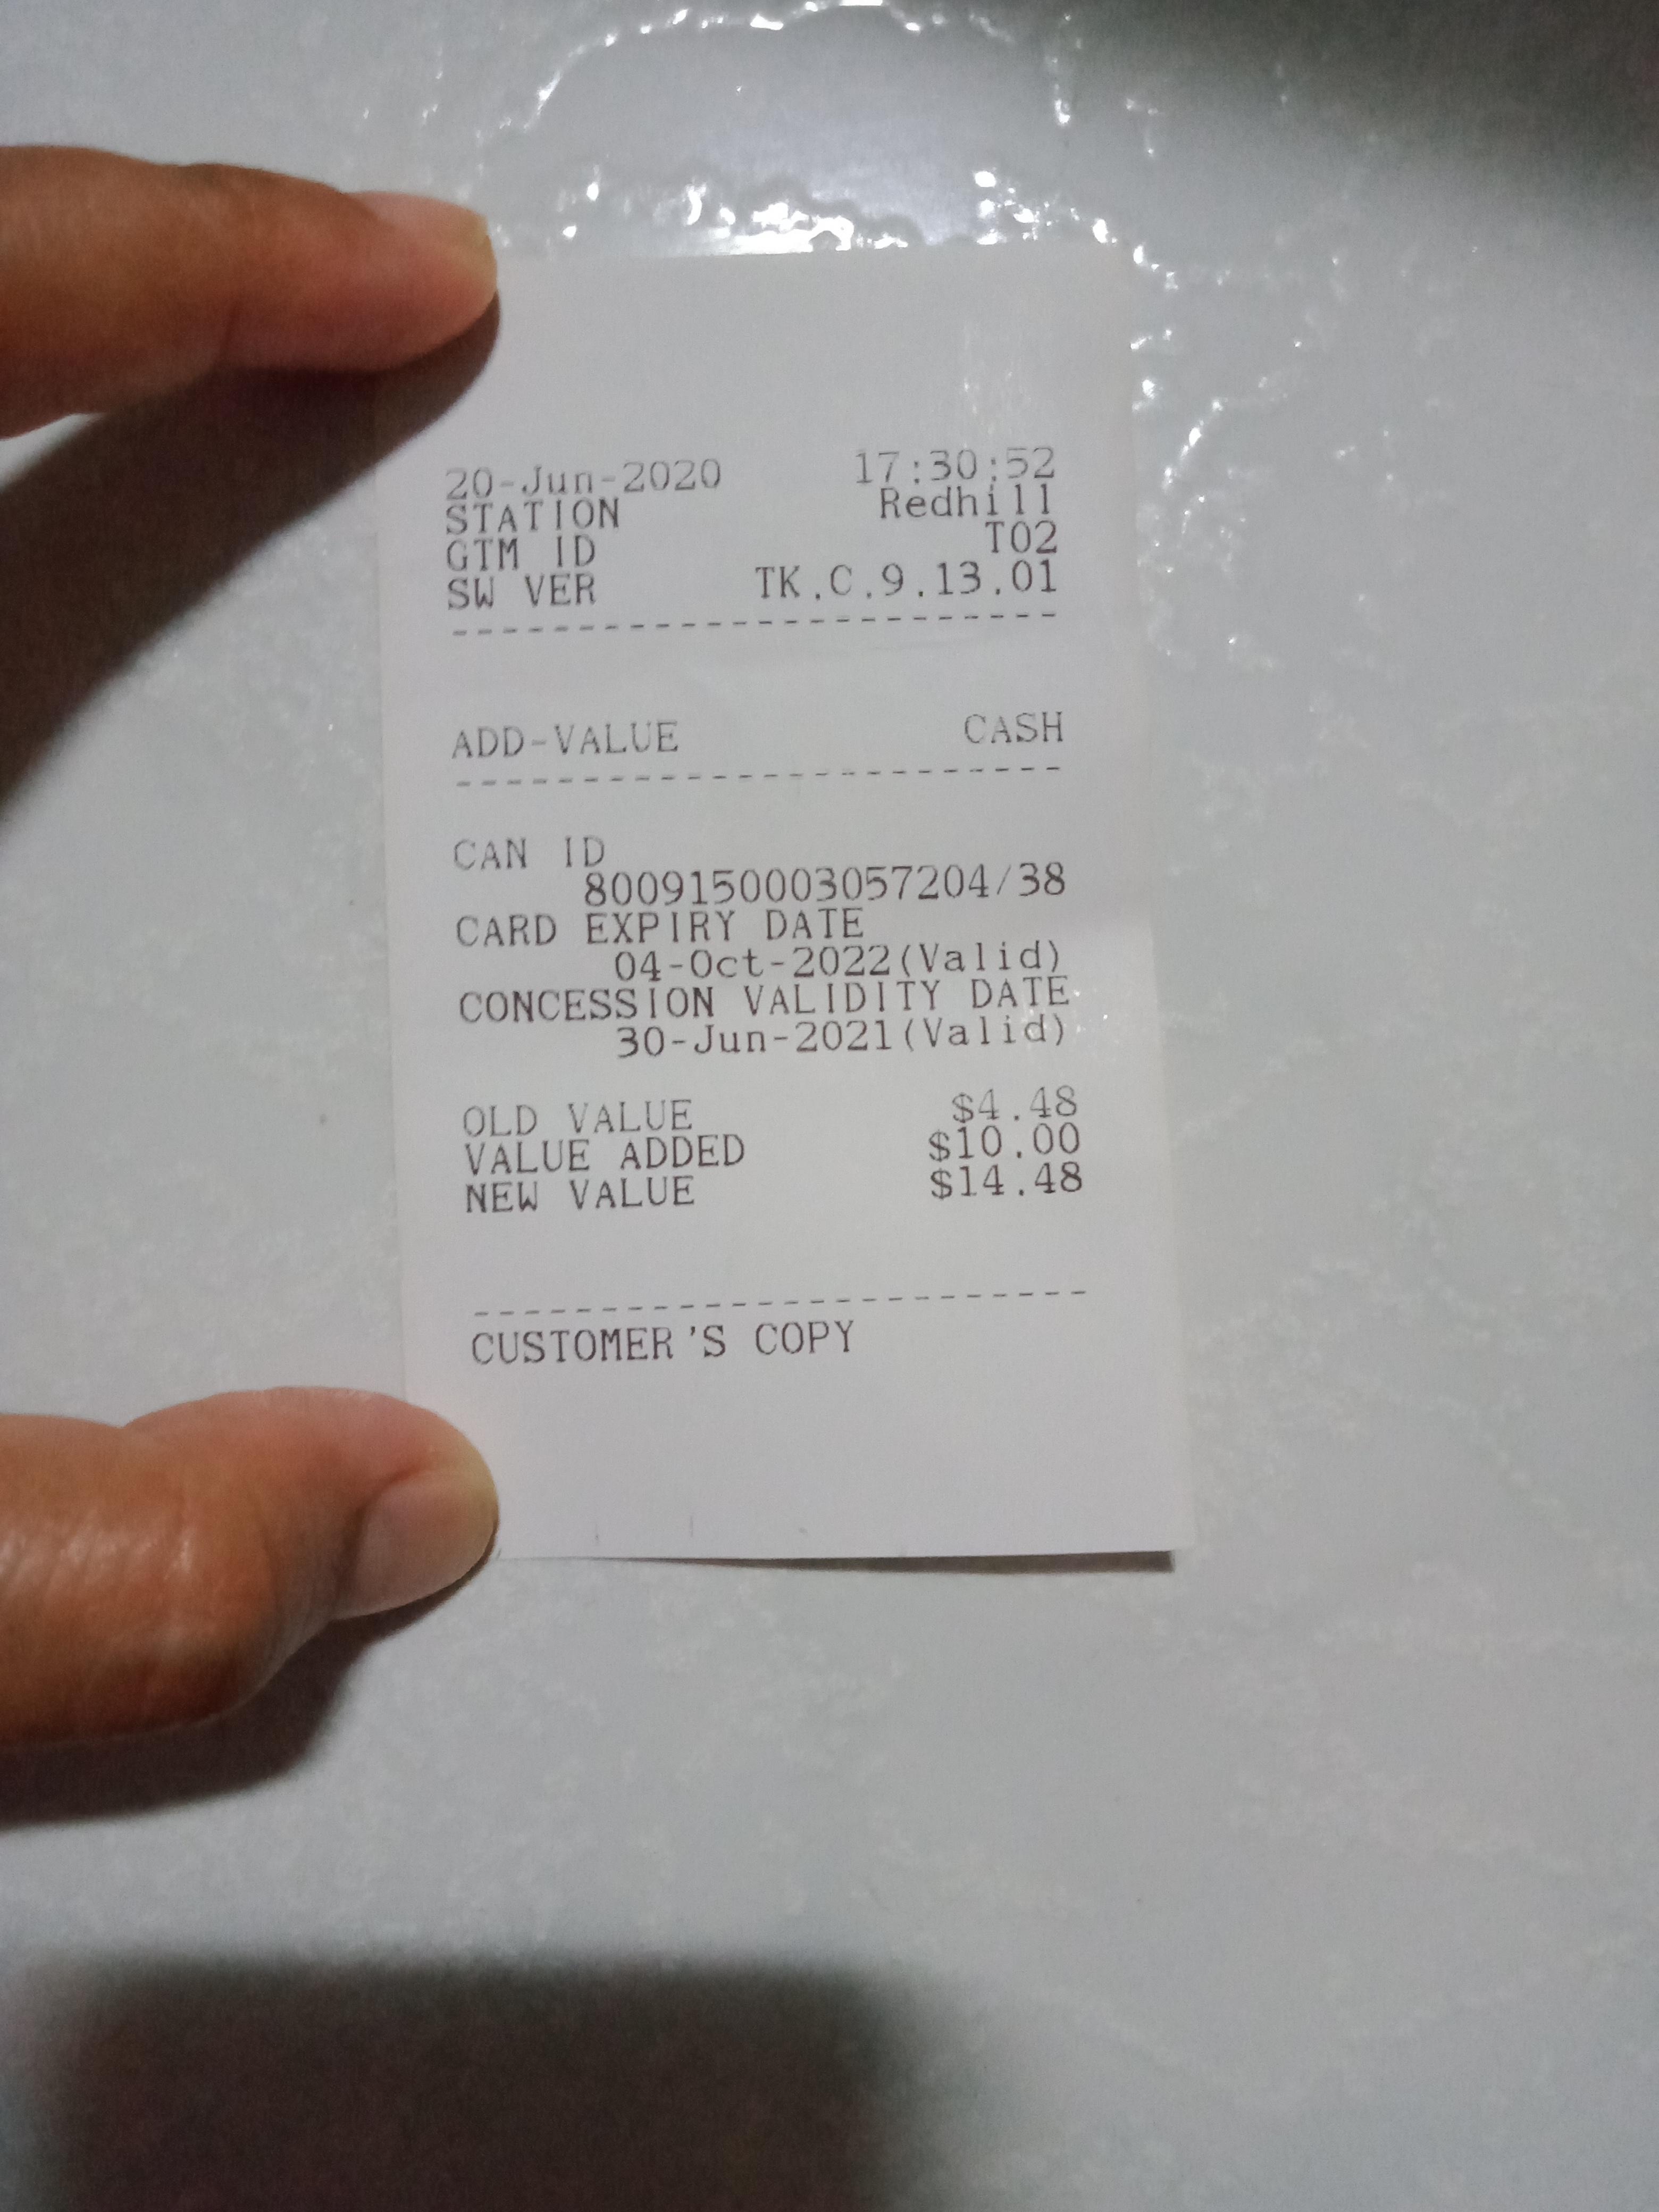 20-Jun-2020 17:30:52
STATION Redhill
GTM ID T02
SW VER TK.C.9.13.01
------------------------
ADD-VALUE CASH
------------------------
CAN ID
8009150003057204/38
CARD EXPIRY DATE
04-Oct-2022(Valid)
CONCESSION VALIDITY DATE
30-Jun-2021(Valid)
OLD VALUE $4.48
VALUE ADDED $10.00
NEW VALUE $14.48
------------------------
CUSTOMER'S COPY